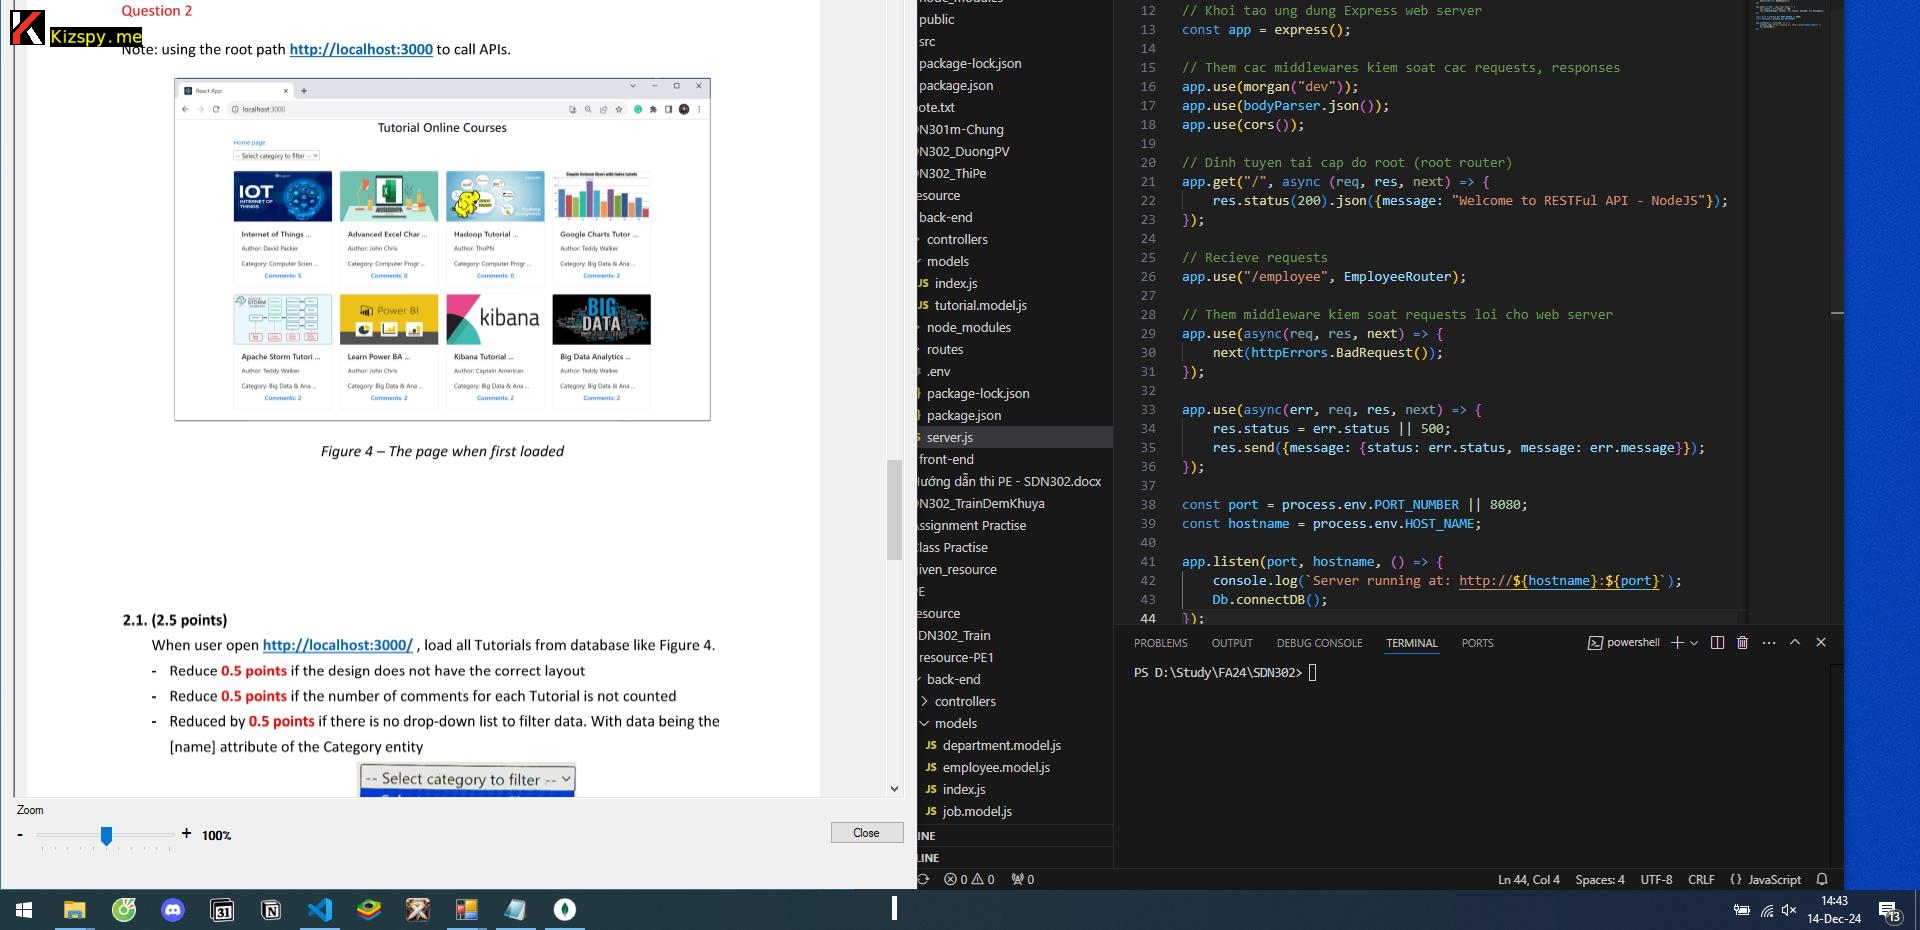 Question 2
Kizspy.me
Note: using the root path http://localhost:3000 to call APIs.
React App
localhost:3000
Tutorial Online Courses
Home page
-- Select category to filter --
IOT
INTERNET OF
THINGS
Internet of Things ...
Author: David Packer
Category: Computer Scien ...
Comments: 5
Advanced Excel Char ...
Author: John Chris
Category: Computer Progr ...
Comments: 0
Hadoop Tutorial ...
Author: ThoPN
Category: Computer Progr ...
Comments: 0
Google Charts Tutor ...
Author: Teddy Walker
Category: Big Data & Ana ...
Comments: 2
STORM
Apache Storm Tutori ...
Author: Teddy Walker
Category: Big Data & Ana ...
Comments: 2
Power BI
Learn Power BA ...
Author: John Chris
Category: Big Data & Ana ...
Comments: 2
kibana
Kibana Tutorial ...
Author: Captain American
Category: Big Data & Ana ...
Comments: 2
BIG
DATA
Big Data Analytics ...
Author: Teddy Walker
Category: Big Data & Ana ...
Comments: 2
Figure 4 – The page when first loaded
2.1. (2.5 points)
When user open http://localhost:3000/ , load all Tutorials from database like Figure 4.
- Reduce 0.5 points if the design does not have the correct layout
- Reduce 0.5 points if the number of comments for each Tutorial is not counted
- Reduced by 0.5 points if there is no drop-down list to filter data. With data being the
[name] attribute of the Category entity
-- Select category to filter --
Zoom
- + 100%
Close
public
src
package-lock.json
package.json
ote.txt
N301m-Chung
N302_DuongPV
N302_ThiPe
esource
back-end
controllers
models
JS index.js
JS tutorial.model.js
node_modules
routes
.env
package-lock.json
package.json
server.js
front-end
ướng dẫn thi PE - SDN302.docx
N302_TrainDemKhuya
ssignment Practise
lass Practise
iven_resource
E
esource
DN302_Train
resource-PE1
back-end
controllers
models
JS department.model.js
JS employee.model.js
JS index.js
JS job.model.js
INE
LINE
12 // Khoi tao ung dung Express web server
13 const app = express();
14
15 // Them cac middlewares kiem soat cac requests, responses
16 app.use(morgan("dev"));
17 app.use(bodyParser.json());
18 app.use(cors());
19
20 // Dinh tuyen tai cap do root (root router)
21 app.get("/", async (req, res, next) => {
22 res.status(200).json({message: "Welcome to RESTFul API - NodeJS"});
23 });
24
25 // Recieve requests
26 app.use("/employee", EmployeeRouter);
27
28 // Them middleware kiem soat requests loi cho web server
29 app.use(async(req, res, next) => {
30 next(httpErrors.BadRequest());
31 });
32
33 app.use(async(err, req, res, next) => {
34 res.status = err.status || 500;
35 res.send({message: {status: err.status, message: err.message}});
36 });
37
38 const port = process.env.PORT_NUMBER || 8080;
39 const hostname = process.env.HOST_NAME;
40
41 app.listen(port, hostname, () => {
42 console.log(`Server running at: http://${hostname}:${port}`);
43 Db.connectDB();
44 });
PROBLEMS OUTPUT DEBUG CONSOLE TERMINAL PORTS powershell
PS D:\Study\FA24\SDN302>
0 0 0 Ln 44, Col 4 Spaces: 4 UTF-8 CRLF {} JavaScript
31
14:43
14-Dec-24
13